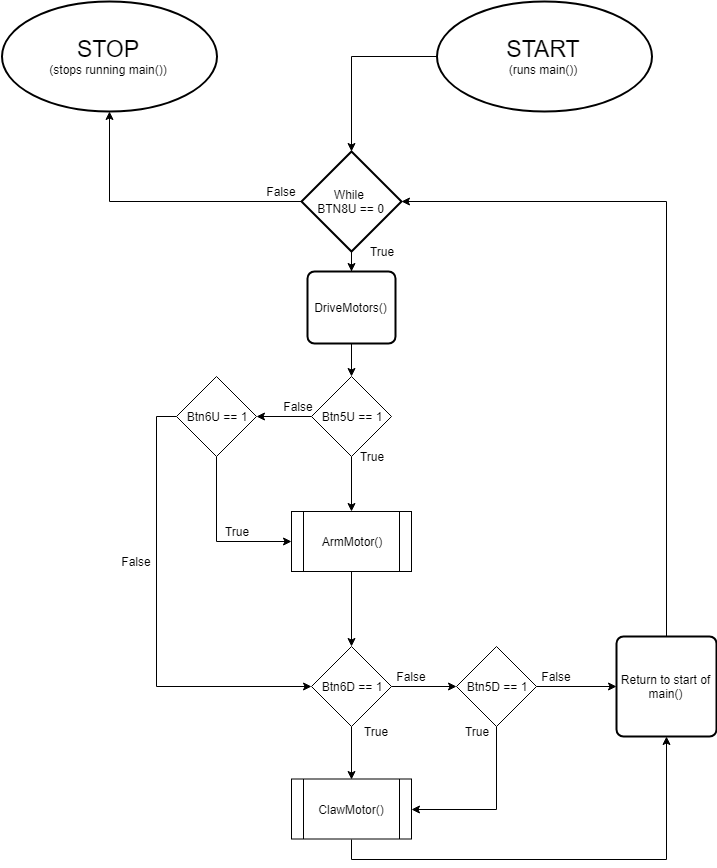 STOP
(stops running main())
START
(runs main())
While
BTN8U == 0
False
True
DriveMotors()
Btn6U == 1
False
Btn5U == 1
True
True
ArmMotor()
False
Btn6D == 1
False
Btn5D == 1
False
Return to start of
main()
True
True
ClawMotor()